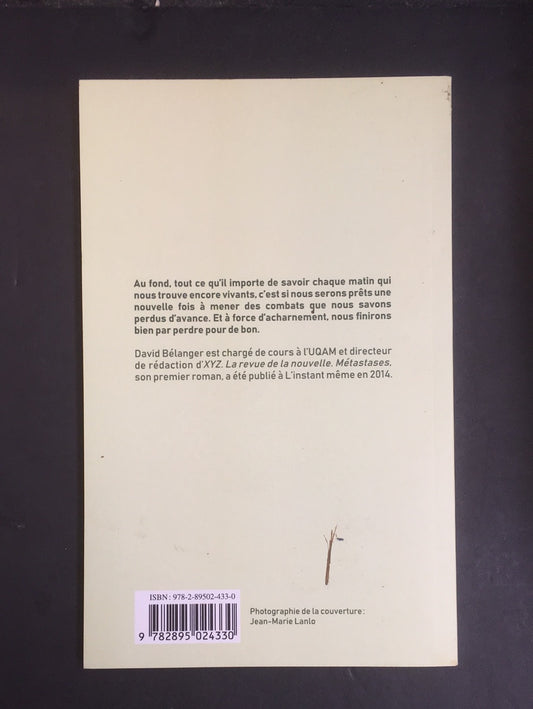 Au fond, tout ce qu'il importe de savoir chaque matin qui
nous trouve encore vivants, c'est si nous serons prêts une
nouvelle fois à mener des combats que nous savons
perdus d'avance. Et à force d'acharnement, nous finirons
bien par perdre pour de bon.
David Bélanger est chargé de cours à l'UQAM et directeur
de rédaction d'XYZ. La revue de la nouvelle. Métastases,
son premier roman, a été publié à L'instant même en 2014.
ISBN : 978-2-89502-433-0
9 782895 024330
Photographie de la couverture :
Jean-Marie Lanlo